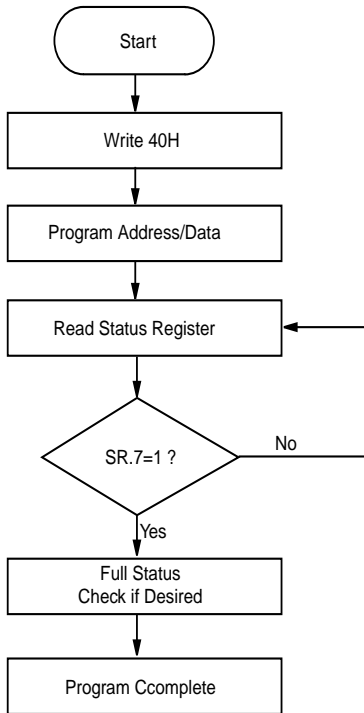 Start
Write 40H
Program Address/Data
Read Status Register
SR.7=1 ?
No
Yes
Full Status
Check if Desired
Program Ccomplete